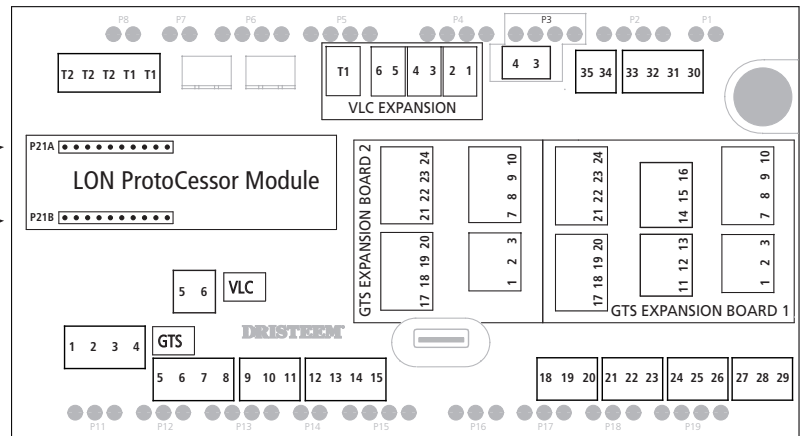 P8 P7 P6 P5 P4 P3 P2 P1
T2 T2 T2 T1 T1
T1 6 5 4 3 2 1
4 3
35 34 33 32 31 30
VLC EXPANSION
P21A
LON ProtoCessor Module
P21B
GTS EXPANSION BOARD 2
21 22 23 24
7 8 9 10
17 18 19 20
1 2 3
21 22 23 24
14 15 16
7 8 9 10
17 18 19 20
11 12 13
1 2 3
GTS EXPANSION BOARD 1
5 6 VLC
DRISTEEM
1 2 3 4 GTS
5 6 7 8 9 10 11 12 13 14 15
18 19 20 21 22 23 24 25 26 27 28 29
P11 P12 P13 P14 P15 P16 P17 P18 P19